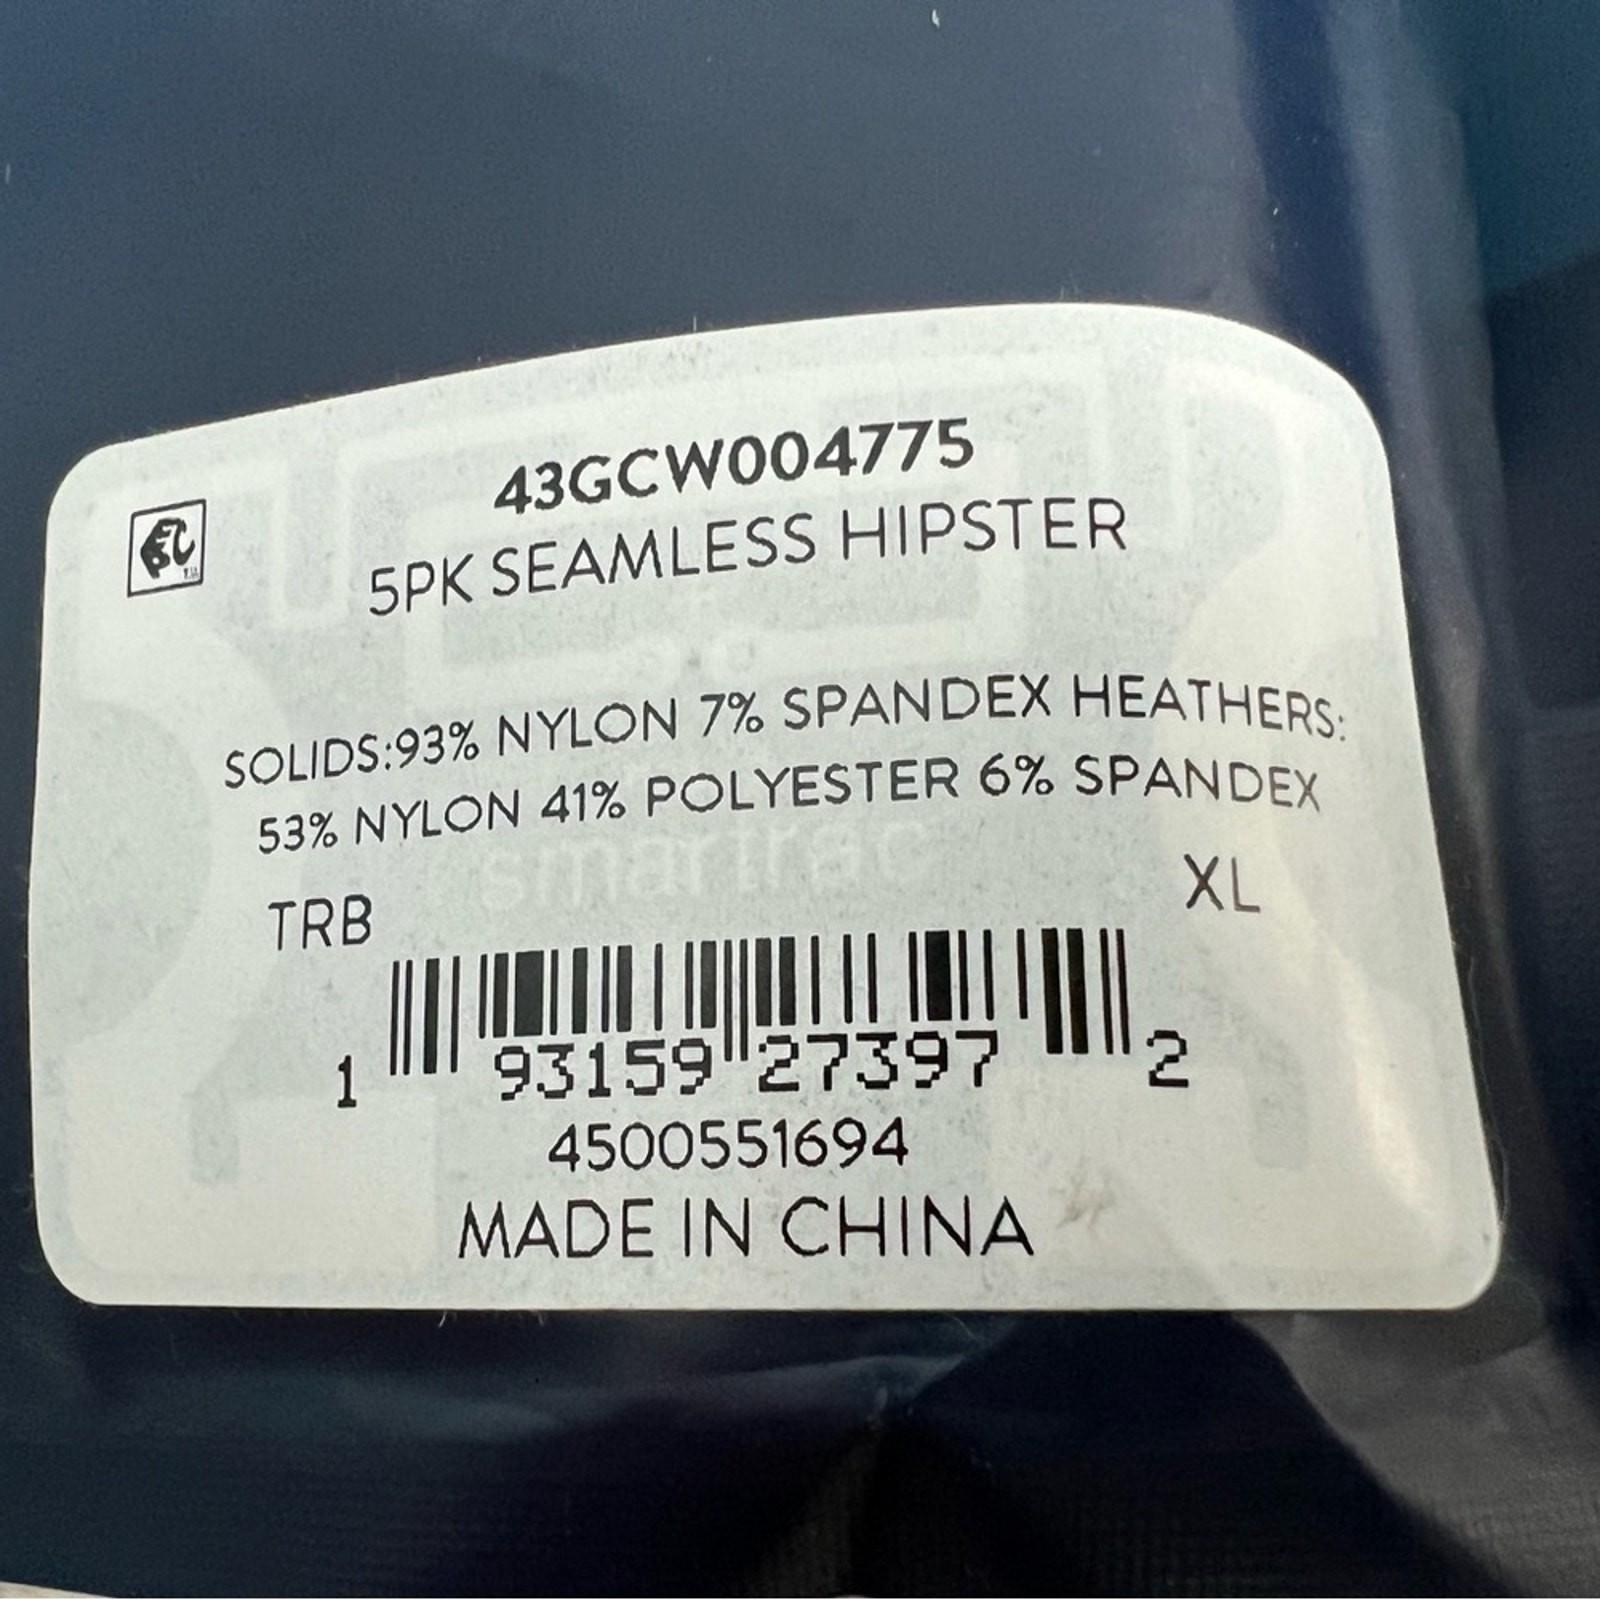 43GCW004775
5PK SEAMLESS HIPSTER
SOLIDS:93% NYLON 7% SPANDEX HEATHERS:
53% NYLON 41% POLYESTER 6% SPANDEX
smartrac
TRB XL
1 93159 27397 2
4500551694
MADE IN CHINA